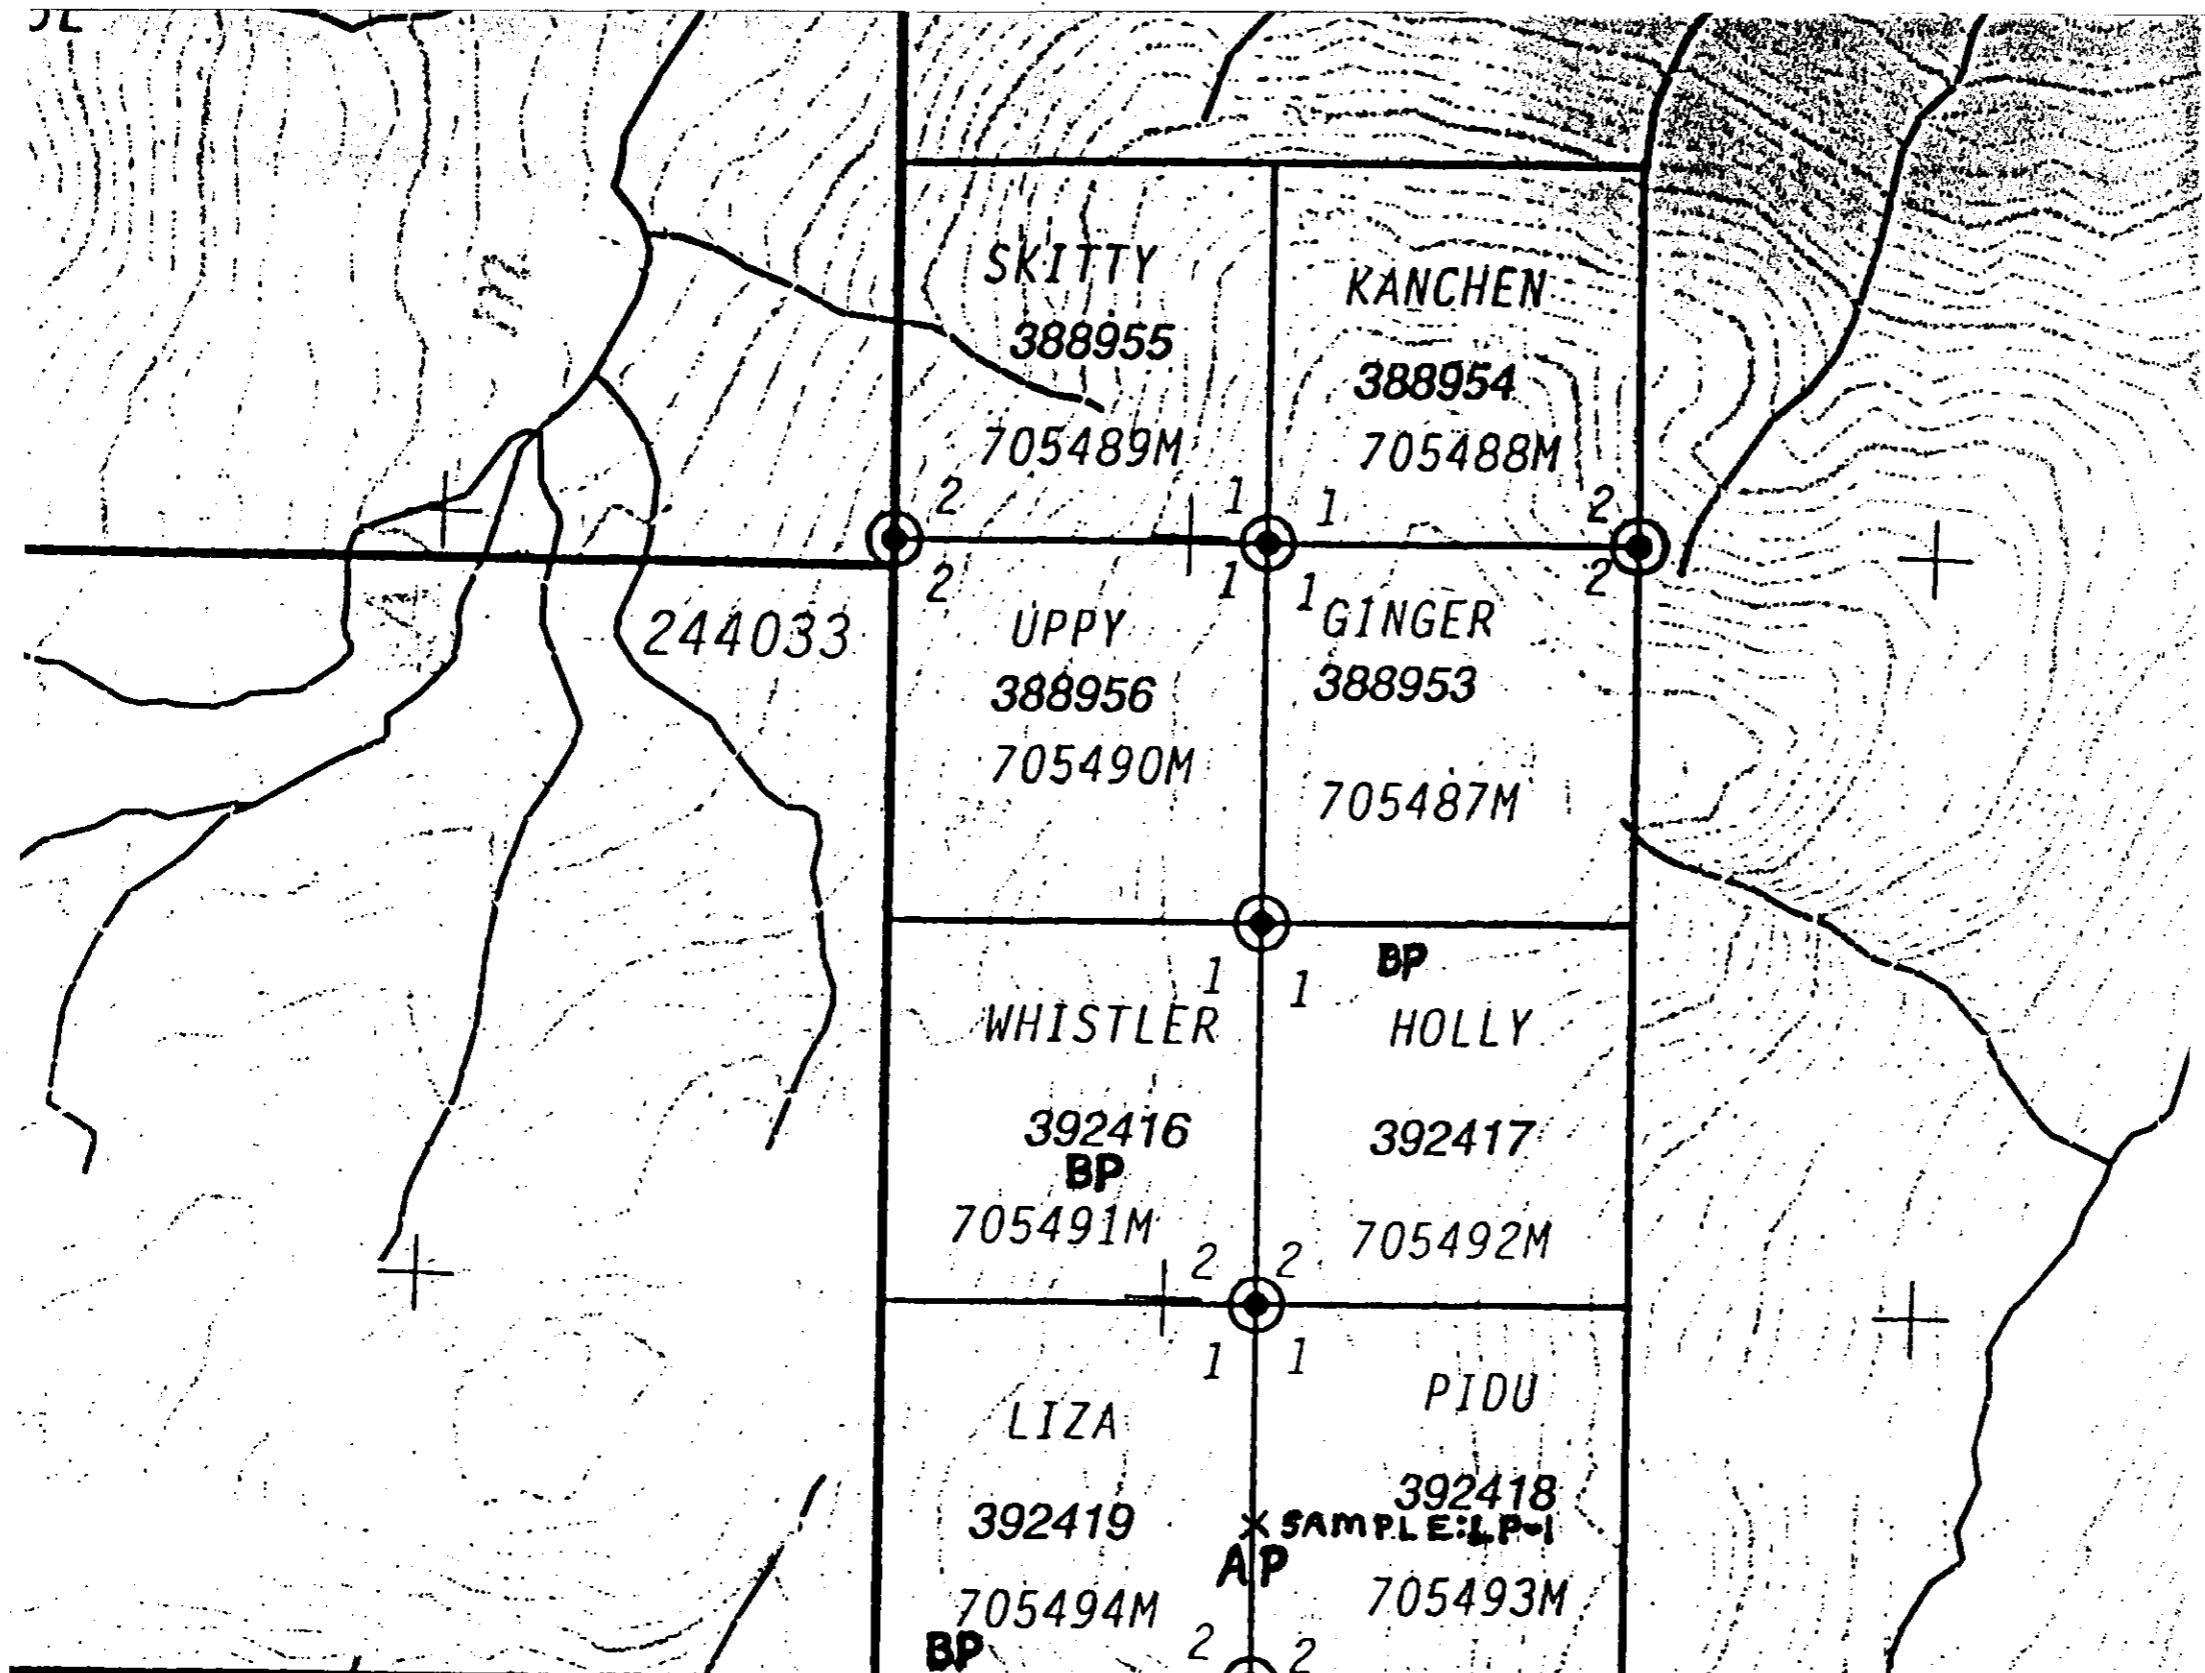 m
SKITTY
388955
705489M
KANCHEN
388954
705488M
2
1
1
2
2
1
1
2
244033
UPPY
388956
705490M
GINGER
388953
705487M
1
1
BP
WHISTLER
392416
BP
705491M
HOLLY
392417
705492M
2
2
1
1
LIZA
392419
705494M
BP
PIDU
392418
X SAMPLE:LP-1
AP
705493M
2
2